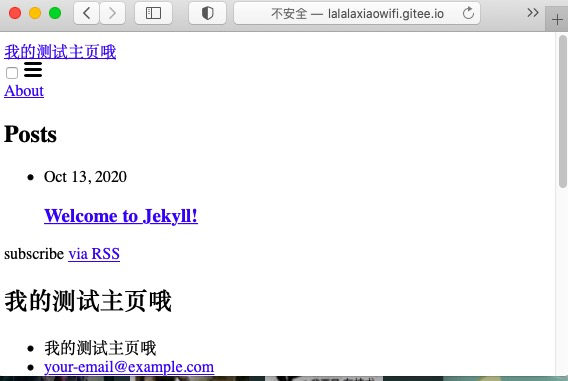 不安全 — lalalaxiaowifi.gitee.io
我的测试主页哦
About
Posts
Oct 13, 2020
Welcome to Jekyll!
subscribe via RSS
我的测试主页哦
我的测试主页哦
your-email@example.com